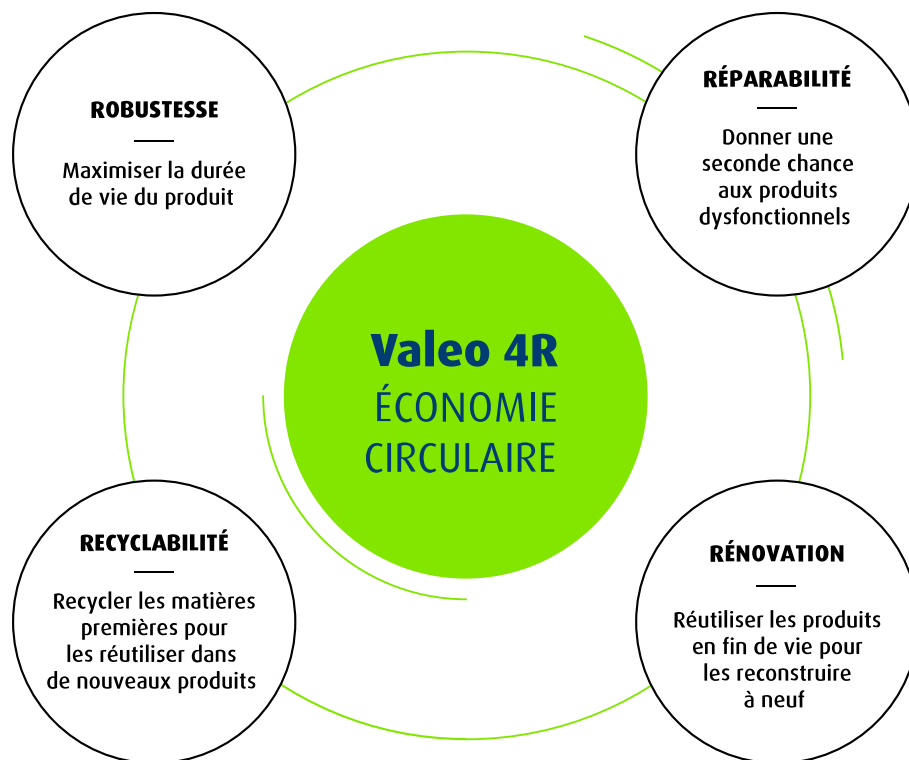 ROBUSTESSE
Maximiser la durée
de vie du produit
RÉPARABILITÉ
Donner une
seconde chance
aux produits
dysfonctionnels
Valeo 4R
ÉCONOMIE
CIRCULAIRE
RECYCLABILITÉ
Recycler les matières
premières pour
les réutiliser dans
de nouveaux produits
RÉNOVATION
Réutiliser les produits
en fin de vie pour
les reconstruire
à neuf